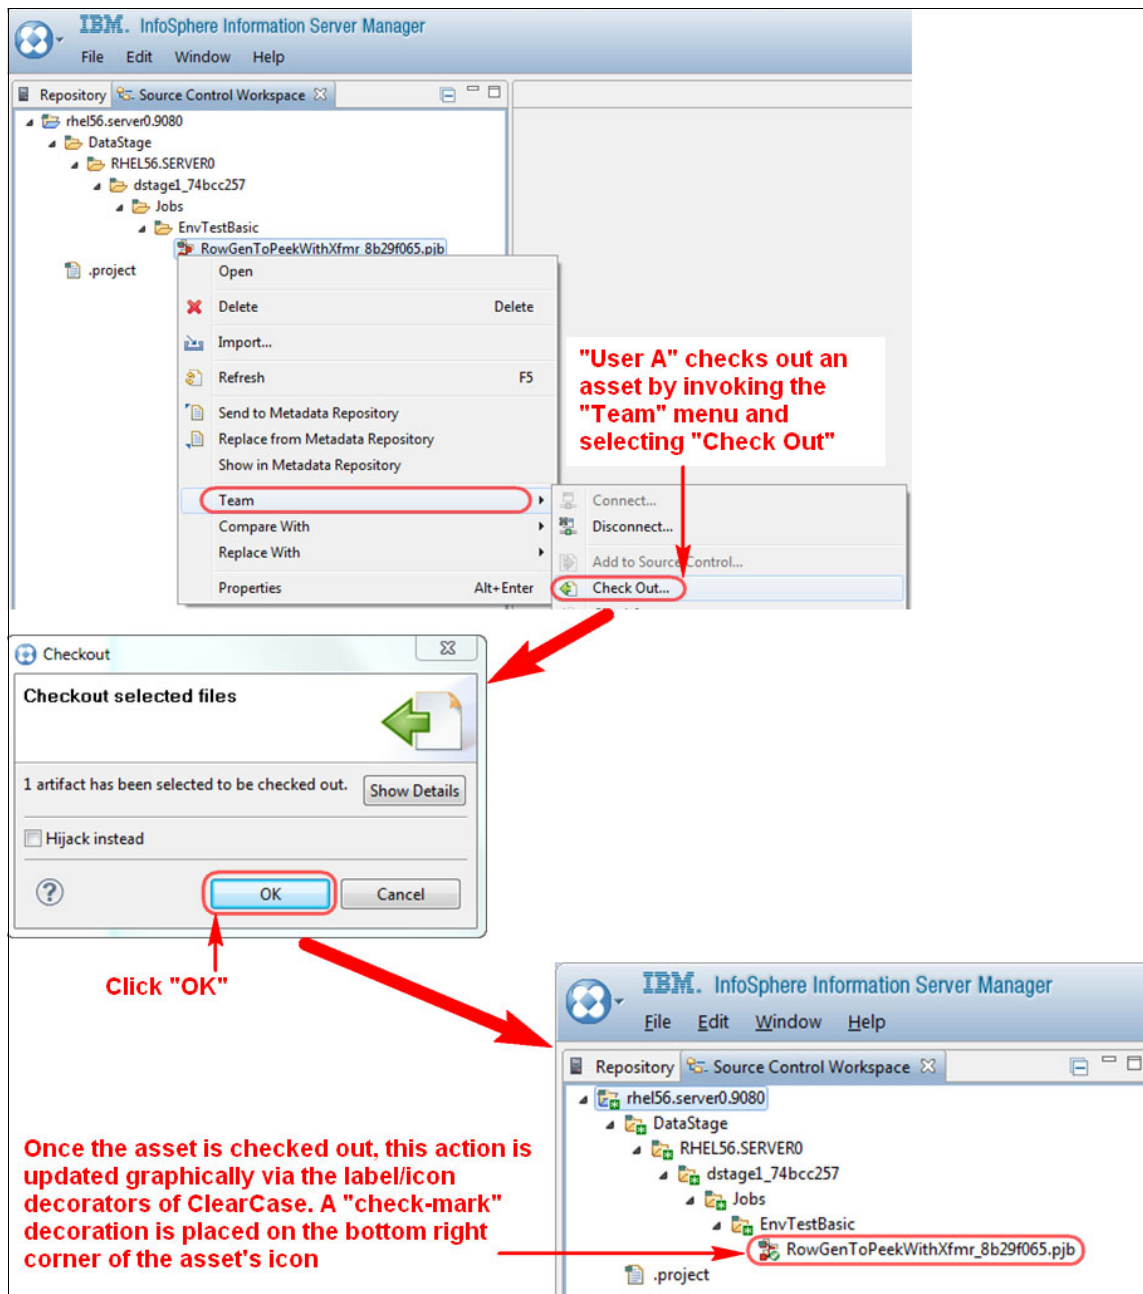 IBM. InfoSphere Information Server Manager
File Edit Window Help
Repository Source Control Workspace
rhel56.server0.9080
DataStage
RHEL56.SERVER0
dstage1_74bcc257
Jobs
EnvTestBasic
RowGenToPeekWithXfmr_8b29f065.pjb
.project
Open
Delete Delete
Import...
Refresh F5
Send to Metadata Repository
Replace from Metadata Repository
Show in Metadata Repository
Team
Compare With
Replace With
Properties Alt+Enter
"User A" checks out an
asset by invoking the
"Team" menu and
selecting "Check Out"
Connect...
Disconnect...
Add to Source Control...
Check Out...
Checkout
Checkout selected files
1 artifact has been selected to be checked out. Show Details
Hijack instead
OK Cancel
Click "OK"
IBM. InfoSphere Information Server Manager
File Edit Window Help
Repository Source Control Workspace
rhel56.server0.9080
DataStage
RHEL56.SERVER0
dstage1_74bcc257
Jobs
EnvTestBasic
RowGenToPeekWithXfmr_8b29f065.pjb
.project
Once the asset is checked out, this action is
updated graphically via the label/icon
decorators of ClearCase. A "check-mark"
decoration is placed on the bottom right
corner of the asset's icon